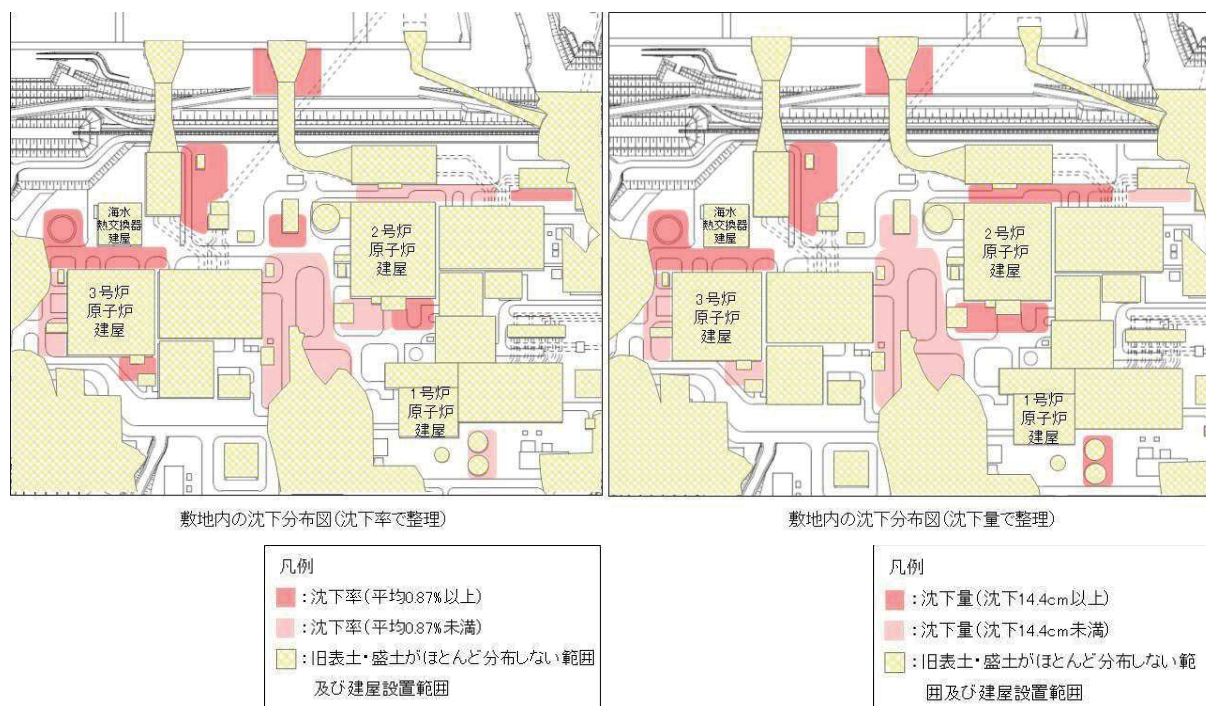 海水
熱交換器
建屋
2号炉
原子炉
建屋
3号炉
原子炉
建屋
1号炉
原子炉
建屋
敷地内の沈下分布図(沈下率で整理)
凡例
:沈下率(平均0.87%以上)
:沈下率(平均0.87%未満)
:旧表土・盛土がほとんど分布しない範囲
及び建屋設置範囲
海水
熱交換器
建屋
2号炉
原子炉
建屋
3号炉
原子炉
建屋
1号炉
原子炉
建屋
敷地内の沈下分布図(沈下量で整理)
凡例
:沈下量(沈下14.4cm以上)
:沈下量(沈下14.4cm未満)
:旧表土・盛土がほとんど分布しない範
囲及び建屋設置範囲